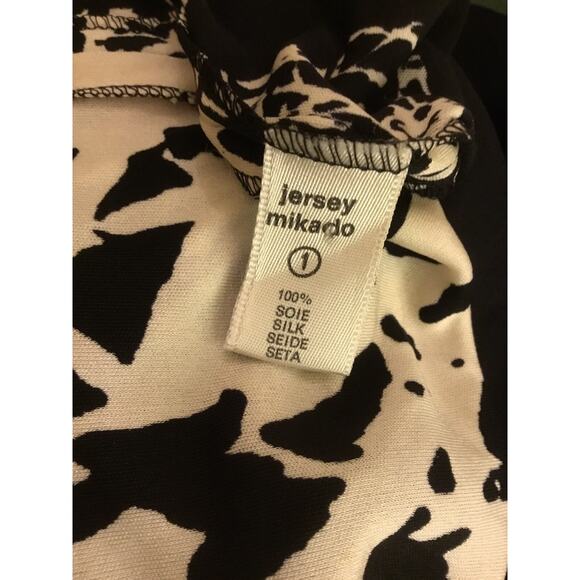 jersey
mikado
1
100%
SOIE
SILK
SEIDE
SETA